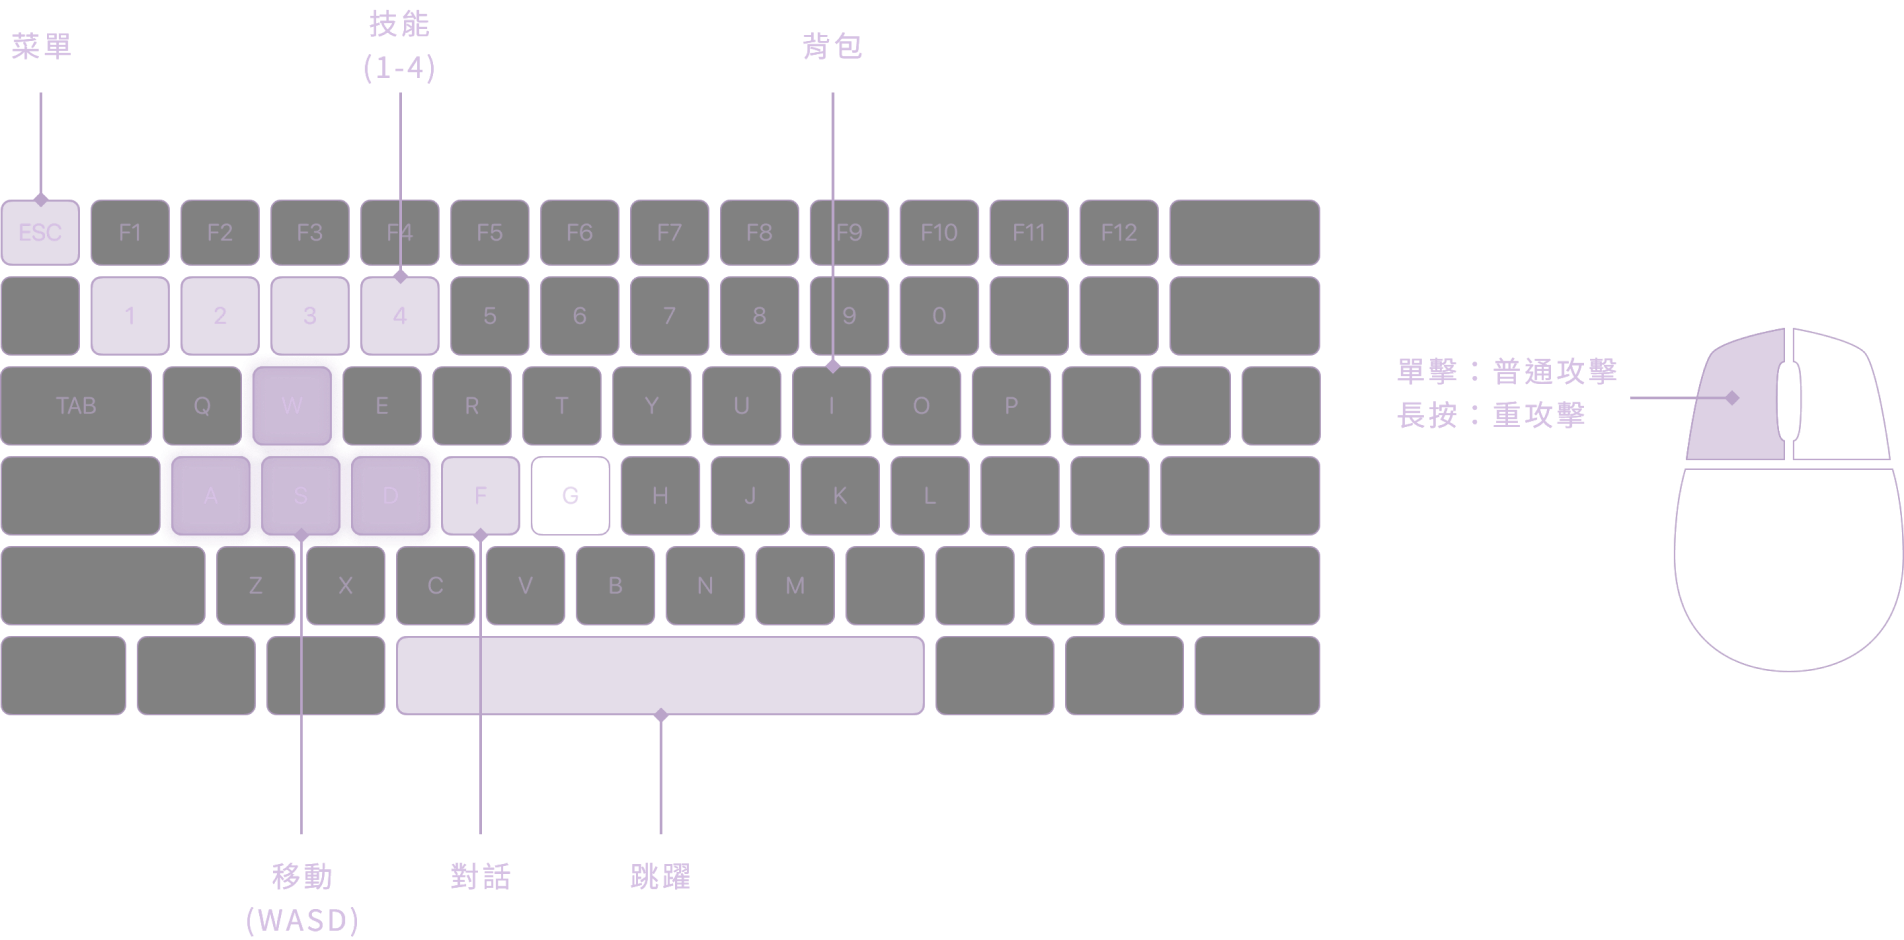 菜單
技能
(1-4)
背包
ESC F1 F2 F3 F4 F5 F6 F7 F8 F9 F10 F11 F12
1 2 3 4 5 6 7 8 9 0
TAB Q W E R T Y U I O P
A S D F G H J K L
Z X C V B N M
單擊：普通攻擊
長按：重攻擊
移動
(WASD)
對話
跳躍